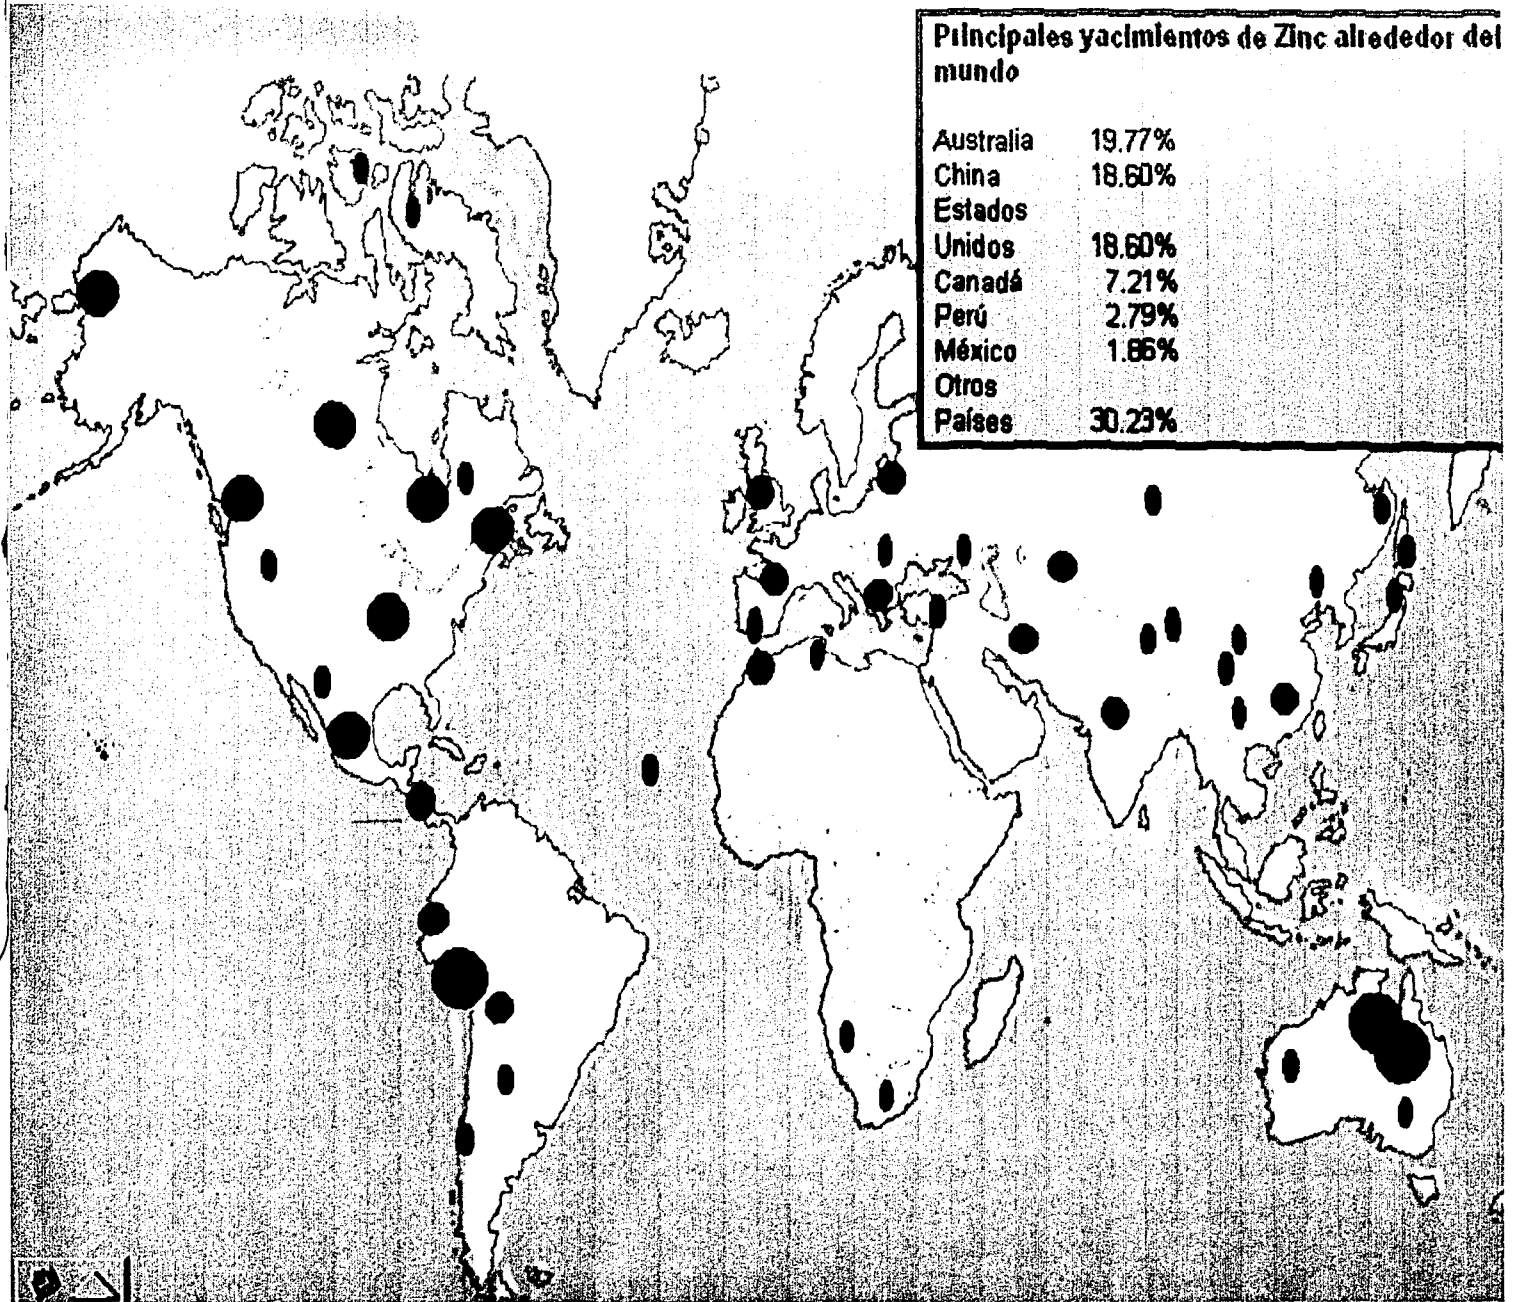 Principales yacimientos de Zinc alrededor del
mundo
Australia 19.77%
China 18.60%
Estados
Unidos 18.60%
Canadá 7.21%
Perú 2.79%
México 1.86%
Otros
Países 30.23%